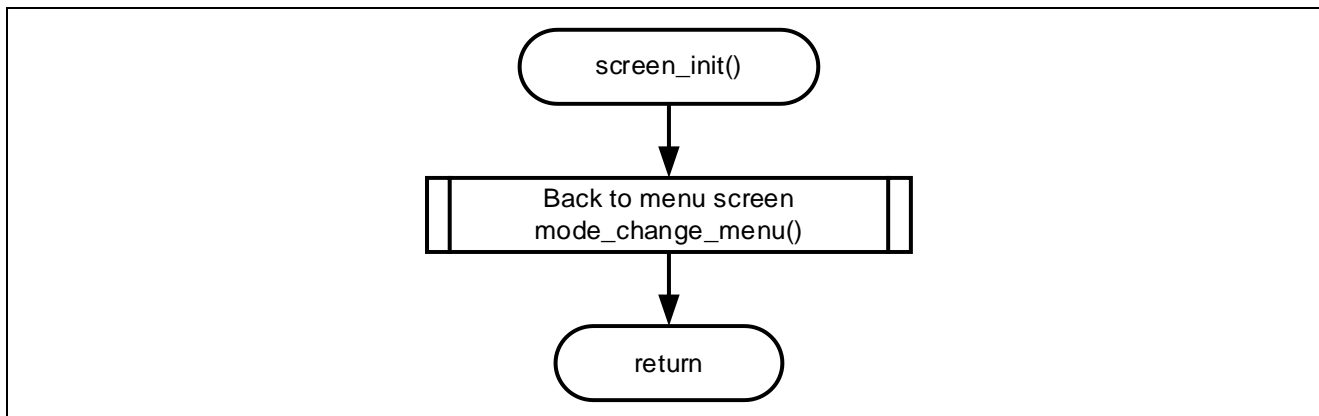 screen_init()
Back to menu screen
mode_change_menu()
return